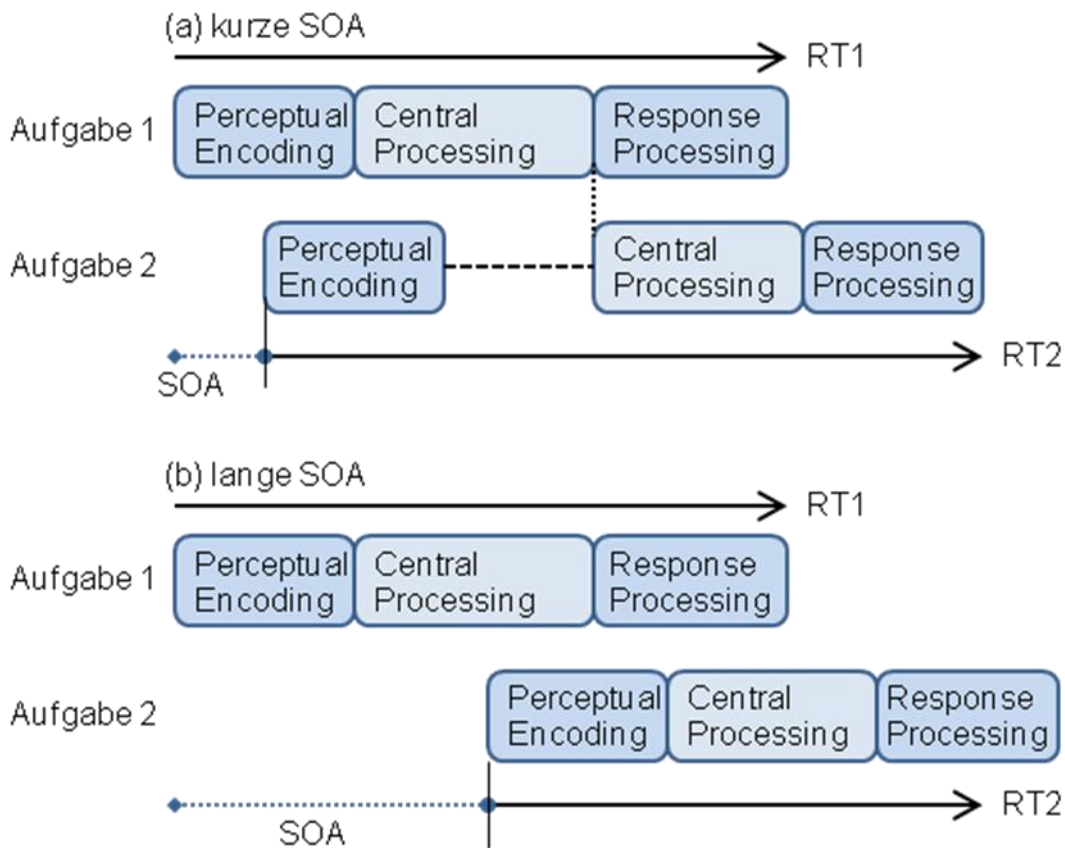 (a) kurze SOA
RT1
Aufgabe 1
Perceptual
Encoding
Central
Processing
Response
Processing
Aufgabe 2
Perceptual
Encoding
Central
Processing
Response
Processing
RT2
SOA
(b) lange SOA
RT1
Aufgabe 1
Perceptual
Encoding
Central
Processing
Response
Processing
Aufgabe 2
Perceptual
Encoding
Central
Processing
Response
Processing
RT2
SOA